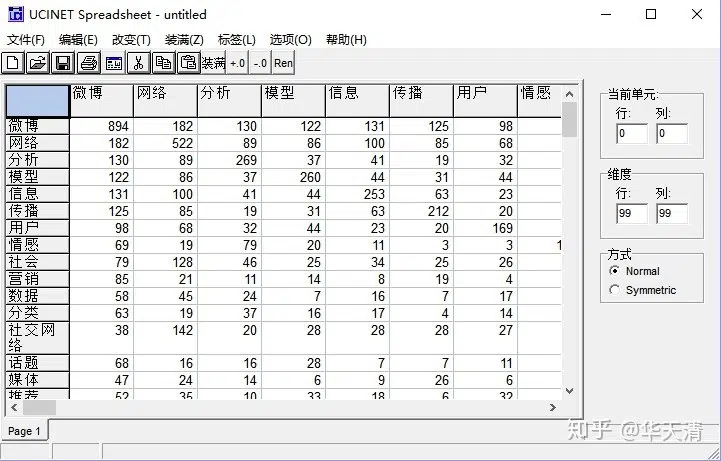 UCINET Spreadsheet - untitled
文件(F) 编辑(E) 改变(T) 装满(Z) 标签(L) 选项(O) 帮助(H)
装满 +.0 -.0 Ren
微博 网络 分析 模型 信息 传播 用户 情感
微博 894 182 130 122 131 125 98
网络 182 522 89 86 100 85 68
分析 130 89 269 37 41 19 32
模型 122 86 37 260 44 31 44
信息 131 100 41 44 253 63 23
传播 125 85 19 31 63 212 20
用户 98 68 32 44 23 20 169
情感 69 19 79 20 11 3 3 1
社会 79 128 46 25 34 25 26
营销 85 21 11 14 8 19 4
数据 58 45 24 7 16 7 17
分类 63 19 37 16 17 4 14
社交网 38 142 20 28 28 28 27
络
话题 68 16 16 28 7 7 11
媒体 47 24 14 6 9 26 6
推荐 52 35 10 33 18 6 32
Page 1
当前单元:
行: 列:
0 0
维度
行: 列:
99 99
方式
Normal
Symmetric
知乎 @华天清